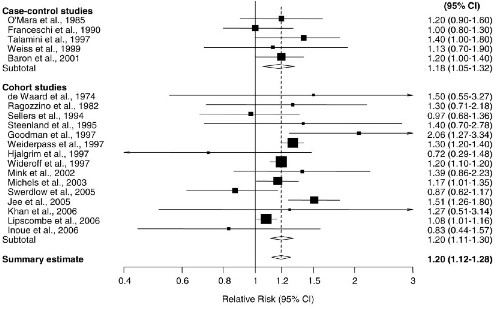 (95% CI)
Case-control studies
O'Mara et al., 1985 1.20 (0.90-1.60)
Franceschi et al., 1990 1.00 (0.80-1.30)
Talamini et al., 1997 1.40 (1.00-1.80)
Weiss et al., 1999 1.13 (0.70-1.90)
Baron et al., 2001 1.20 (1.00-1.40)
Subtotal 1.18 (1.05-1.32)
Cohort studies
de Waard et al., 1974 1.50 (0.55-3.27)
Ragozzino et al., 1982 1.30 (0.71-2.18)
Sellers et al., 1994 0.97 (0.68-1.36)
Steenland et al., 1995 1.40 (0.70-2.78)
Goodman et al., 1997 2.06 (1.27-3.34)
Weiderpass et al., 1997 1.30 (1.20-1.40)
Hjalgrim et al., 1997 0.72 (0.29-1.48)
Wideroff et al., 1997 1.20 (1.10-1.20)
Mink et al., 2002 1.39 (0.86-2.23)
Michels et al., 2003 1.17 (1.01-1.35)
Swerdlow et al., 2005 0.87 (0.62-1.17)
Jee et al., 2005 1.51 (1.26-1.80)
Khan et al., 2006 1.27 (0.51-3.14)
Lipscombe et al., 2006 1.08 (1.01-1.16)
Inoue et al., 2006 0.83 (0.44-1.57)
Subtotal 1.20 (1.11-1.30)
Summary estimate 1.20 (1.12-1.28)
0.4 0.6 0.8 1 1.2 1.5 2 3
Relative Risk (95% CI)